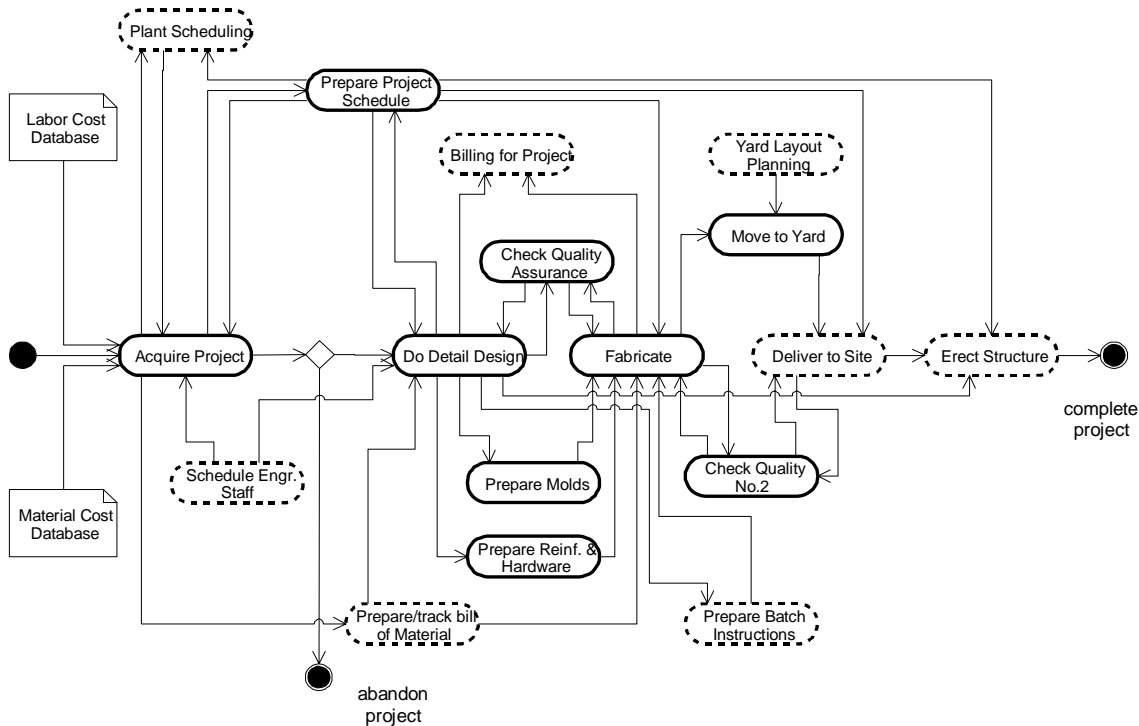 Plant Scheduling
Prepare Project
Schedule
Labor Cost
Database
Billing for Project
Yard Layout
Planning
Move to Yard
Check Quality
Assurance
Acquire Project
Do Detail Design
Fabricate
Deliver to Site
Erect Structure
complete
project
Schedule Engr.
Staff
Prepare Molds
Check Quality
No.2
Material Cost
Database
Prepare Reinf. &
Hardware
Prepare/track bill
of Material
Prepare Batch
Instructions
abandon
project